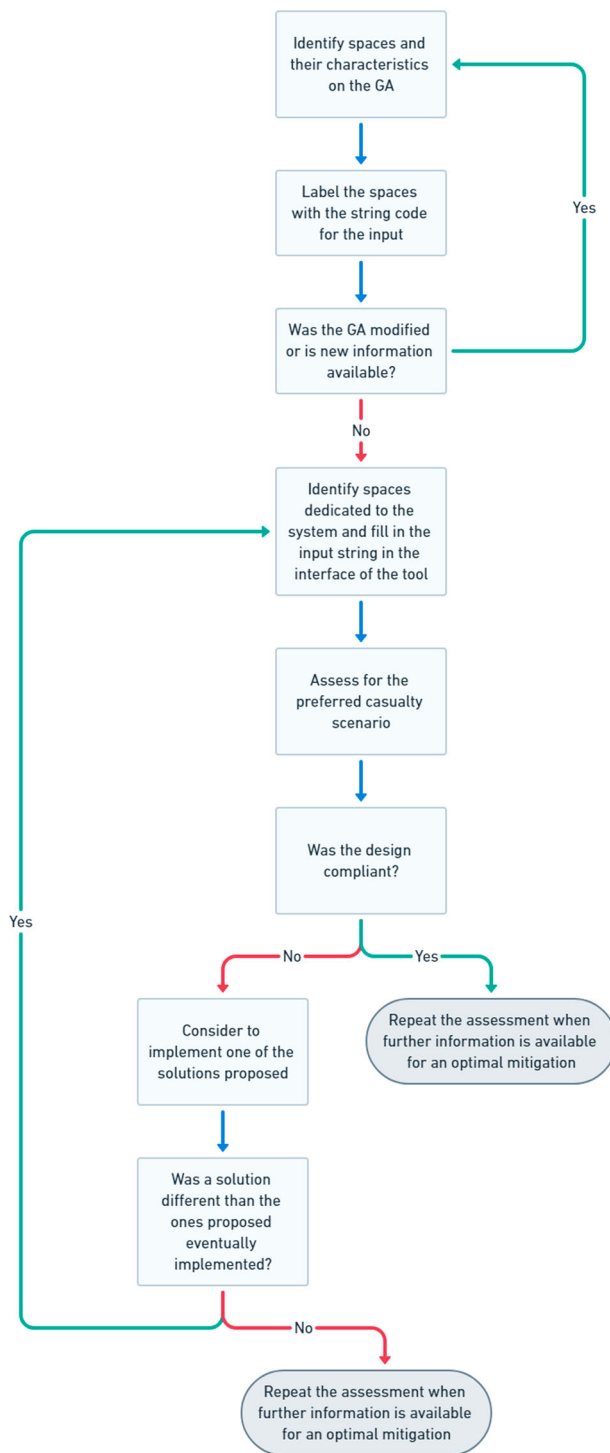 Identify spaces and
their characteristics
on the GA
Label the spaces
with the string code
for the input
Yes
Was the GA modified
or is new information
available?
No
Identify spaces
dedicated to the
system and fill in the
input string in the
interface of the tool
Assess for the
preferred casualty
scenario
Was the design
compliant?
Yes
No
Yes
Consider to
implement one of the
solutions proposed
Repeat the assessment when
further information is available
for an optimal mitigation
Was a solution
different than the
ones proposed
eventually
implemented?
No
Repeat the assessment when
further information is available
for an optimal mitigation